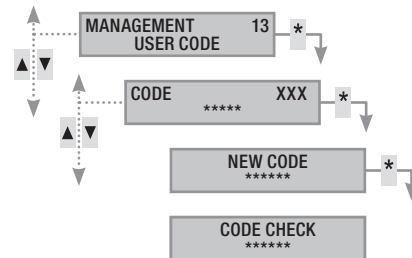 MANAGEMENT 13 *
USER CODE
▲ ▼
CODE XXX *
*****
▲ ▼
NEW CODE *
******
CODE CHECK
******